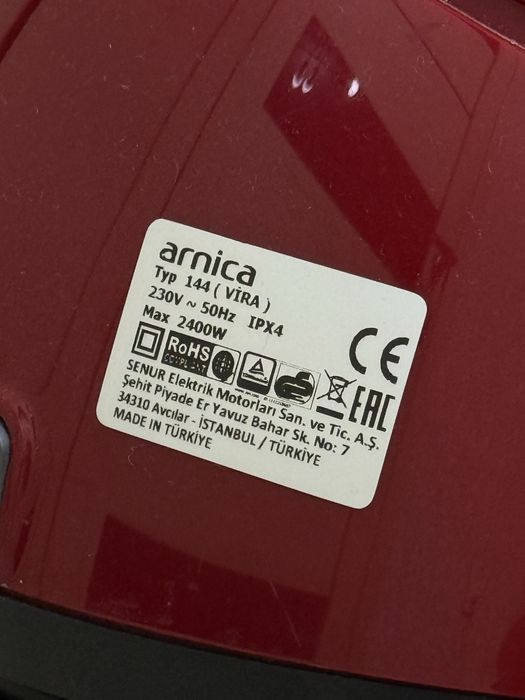 arnica
Typ 144 ( VİRA )
230V ~ 50Hz IPX4
Max 2400W
CE
RoHS
COMPLIANT
EAC
SENUR Elektrik Motorları San. ve Tic. A.Ş.
Şehit Piyade Er Yavuz Bahar Sk. No: 7
34310 Avcılar - İSTANBUL / TÜRKİYE
MADE IN TÜRKİYE